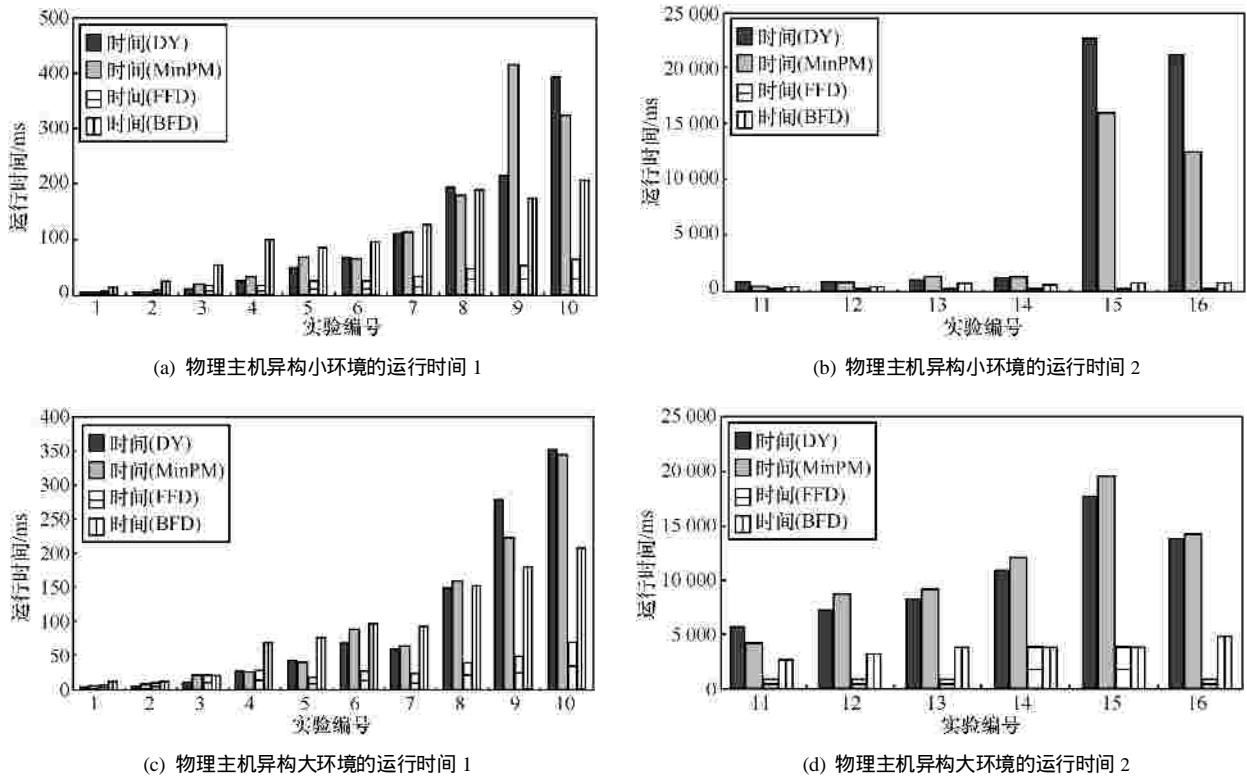 500
400
300
200
100
0
运行时间/ms
时间(DY)
时间(MinPM)
时间(FFD)
时间(BFD)
1 2 3 4 5 6 7 8 9 10
实验编号
(a) 物理主机异构小环境的运行时间 1
25 000
20 000
15 000
10 000
5 000
0
运行时间/ms
时间(DY)
时间(MinPM)
时间(FFD)
时间(BFD)
11 12 13 14 15 16
实验编号
(b) 物理主机异构小环境的运行时间 2
400
350
300
250
200
150
100
50
0
运行时间/ms
时间(DY)
时间(MinPM)
时间(FFD)
时间(BFD)
1 2 3 4 5 6 7 8 9 10
实验编号
(c) 物理主机异构大环境的运行时间 1
25 000
20 000
15 000
10 000
5 000
0
运行时间/ms
时间(DY)
时间(MinPM)
时间(FFD)
时间(BFD)
11 12 13 14 15 16
实验编号
(d) 物理主机异构大环境的运行时间 2